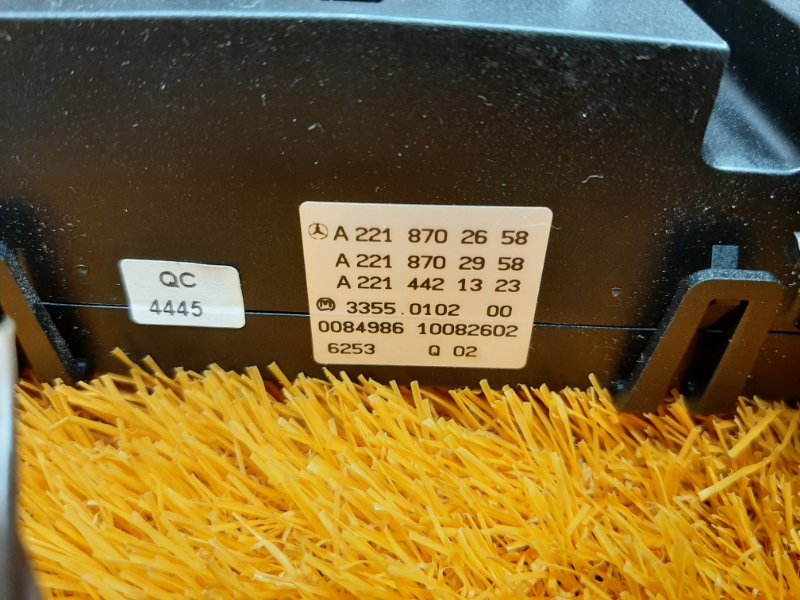 QC
4445
A 221 870 26 58
A 221 870 29 58
A 221 442 13 23
3355.0102 00
0084986 10082602
6253 Q 02